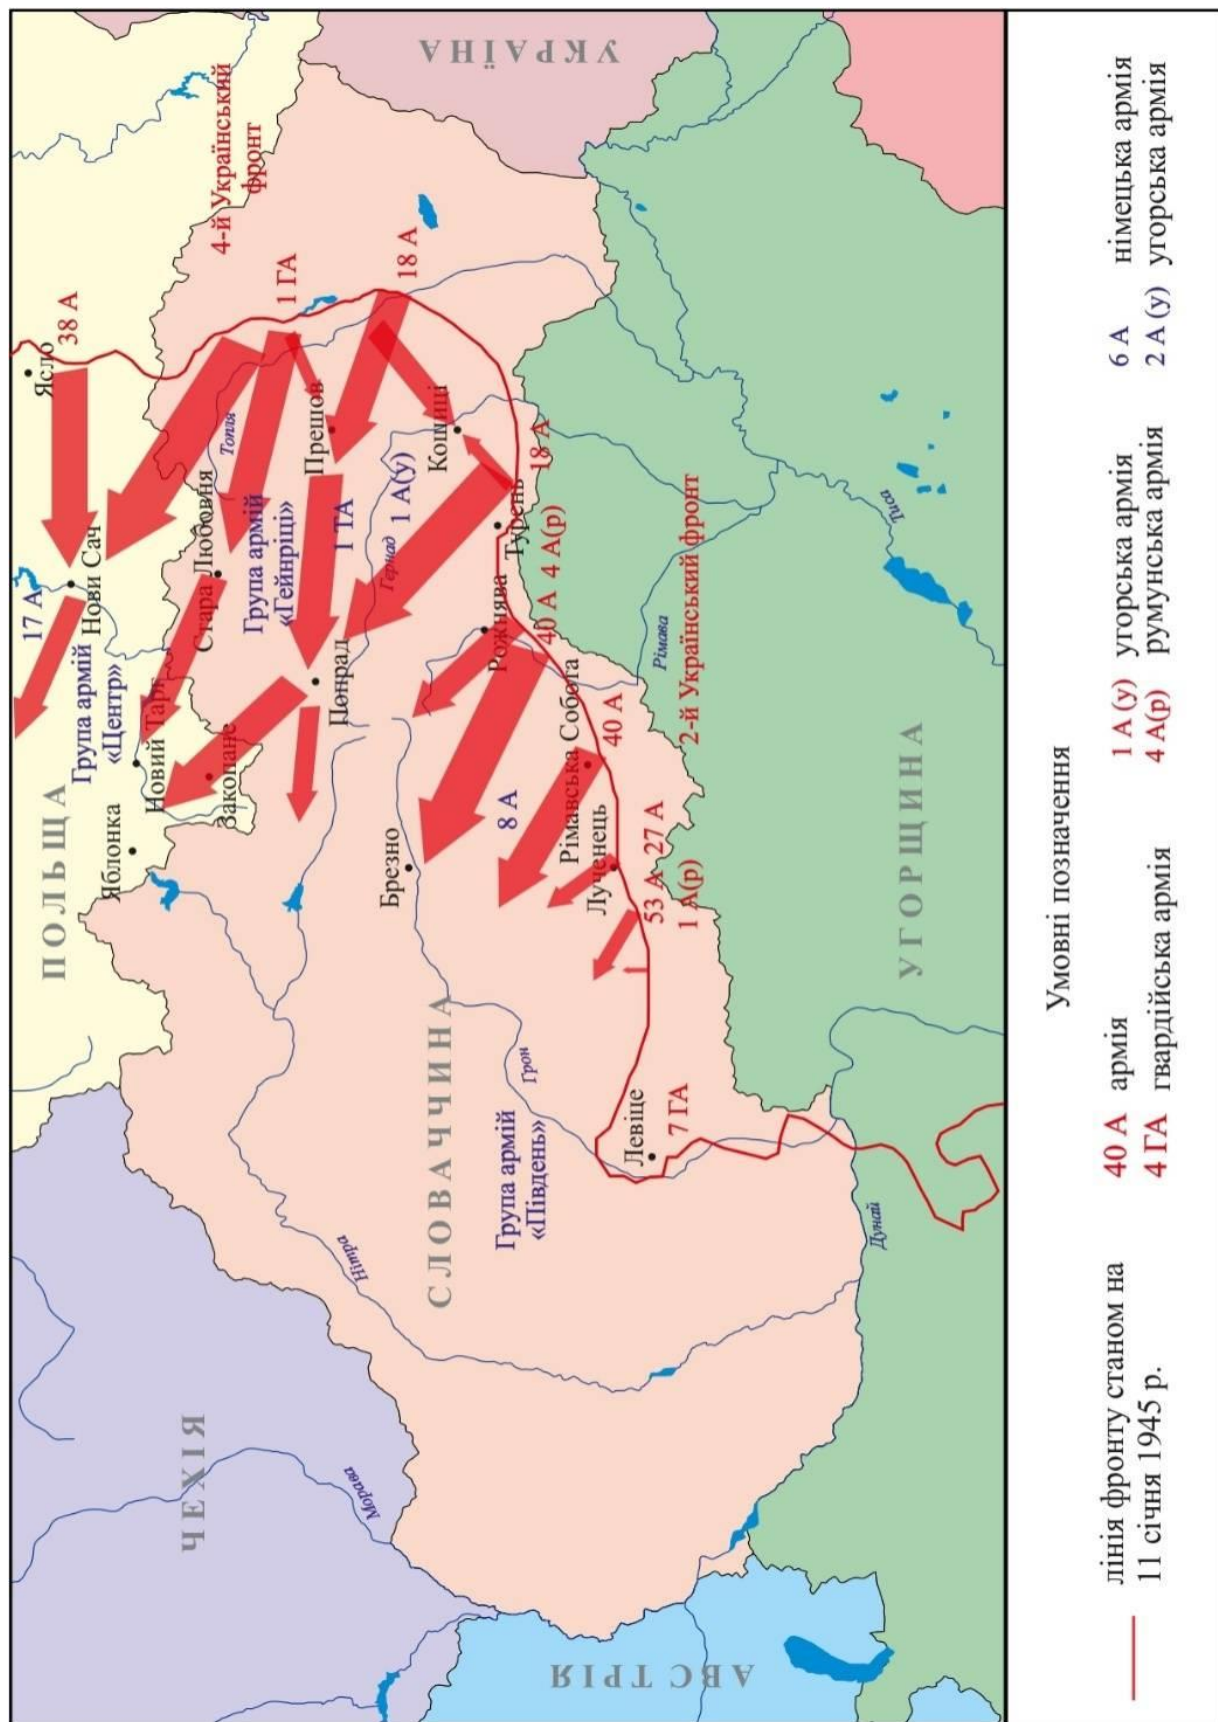 УКРАЇНА
4-й Український
фронт
ПОЛЬЩА
ЧЕХІЯ
СЛОВАЧЧИНА
УГОРЩИНА
АВСТРІЯ
Ясло
38 А
1 ГА
18 А
17 А
Нови Сач
Група армій
«Центр»
Новий Тарг
Яблонка
Закопане
Стара Любовня
Топля
Група армій
«Гейнріці»
Прешов
1 ТА
Гернад
1 А(у)
Кошиці
18 А
Турень
40 А 4 А(р)
Рожнява
Попрад
Рімавська Собота
40 А
Рімава
2-й Український фронт
Тиса
8 А
Брезно
Лученець
53 А 27 А
1 А(р)
Грон
Група армій
«Південь»
Левіце
7 ГА
Нітра
Морава
Дунай
Умовні позначення
лінія фронту станом на
11 січня 1945 р.
40 А армія
4 ГА гвардійська армія
1 А (у) угорська армія
4 А(р) румунська армія
6 А німецька армія
2 А (у) угорська армія